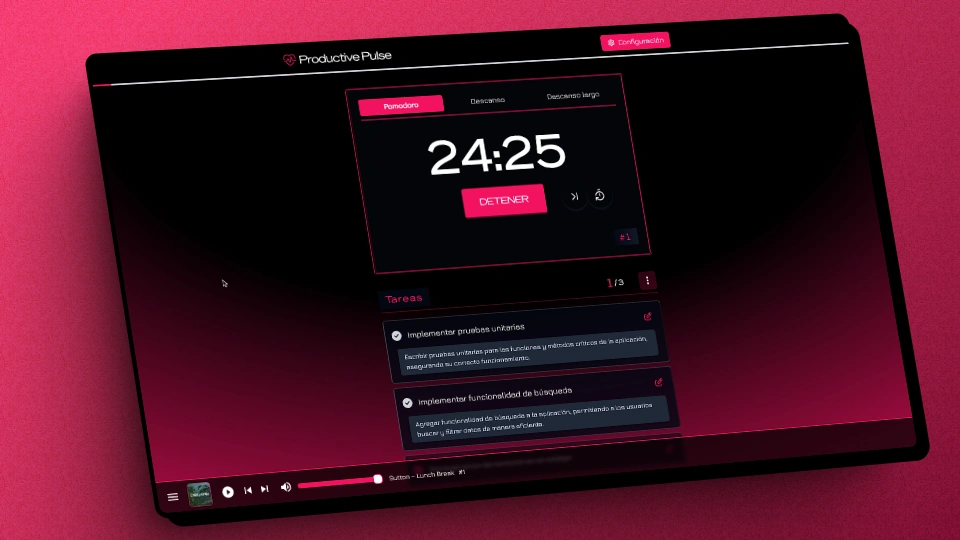 Productive Pulse
Configuración
Pomodoro
Descanso
Descanso largo
24:25
DETENER
#1
Tareas
1/3
Implementar pruebas unitarias
Escribir pruebas unitarias para las funciones y métodos críticos de la aplicación,
asegurando su correcto funcionamiento.
Implementar funcionalidad de búsqueda
Agregar funcionalidad de búsqueda a la aplicación, permitiendo a los usuarios
buscar y filtrar datos de manera eficiente.
Button - Lunch Break #1